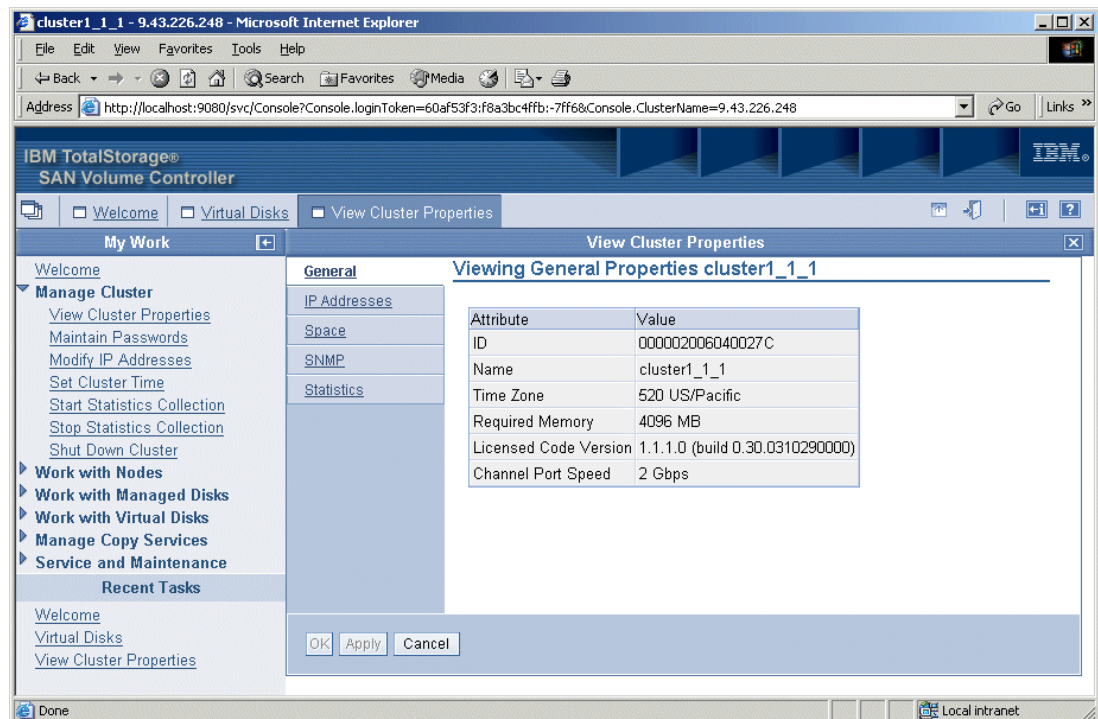 cluster1_1_1 - 9.43.226.248 - Microsoft Internet Explorer
File Edit View Favorites Tools Help
Back Search Favorites Media
Address http://localhost:9080/svc/Console?Console.loginToken=60af53f3:f8a3bc4ffb:-7ff6&Console.ClusterName=9.43.226.248 Go Links »
IBM TotalStorage®
SAN Volume Controller
IBM®
Welcome Virtual Disks View Cluster Properties
My Work
View Cluster Properties
Welcome
Manage Cluster
View Cluster Properties
Maintain Passwords
Modify IP Addresses
Set Cluster Time
Start Statistics Collection
Stop Statistics Collection
Shut Down Cluster
Work with Nodes
Work with Managed Disks
Work with Virtual Disks
Manage Copy Services
Service and Maintenance
Recent Tasks
Welcome
Virtual Disks
View Cluster Properties
General
IP Addresses
Space
SNMP
Statistics
Viewing General Properties cluster1_1_1
Attribute Value
ID 000002006040027C
Name cluster1_1_1
Time Zone 520 US/Pacific
Required Memory 4096 MB
Licensed Code Version 1.1.1.0 (build 0.30.0310290000)
Channel Port Speed 2 Gbps
OK Apply Cancel
Done Local intranet